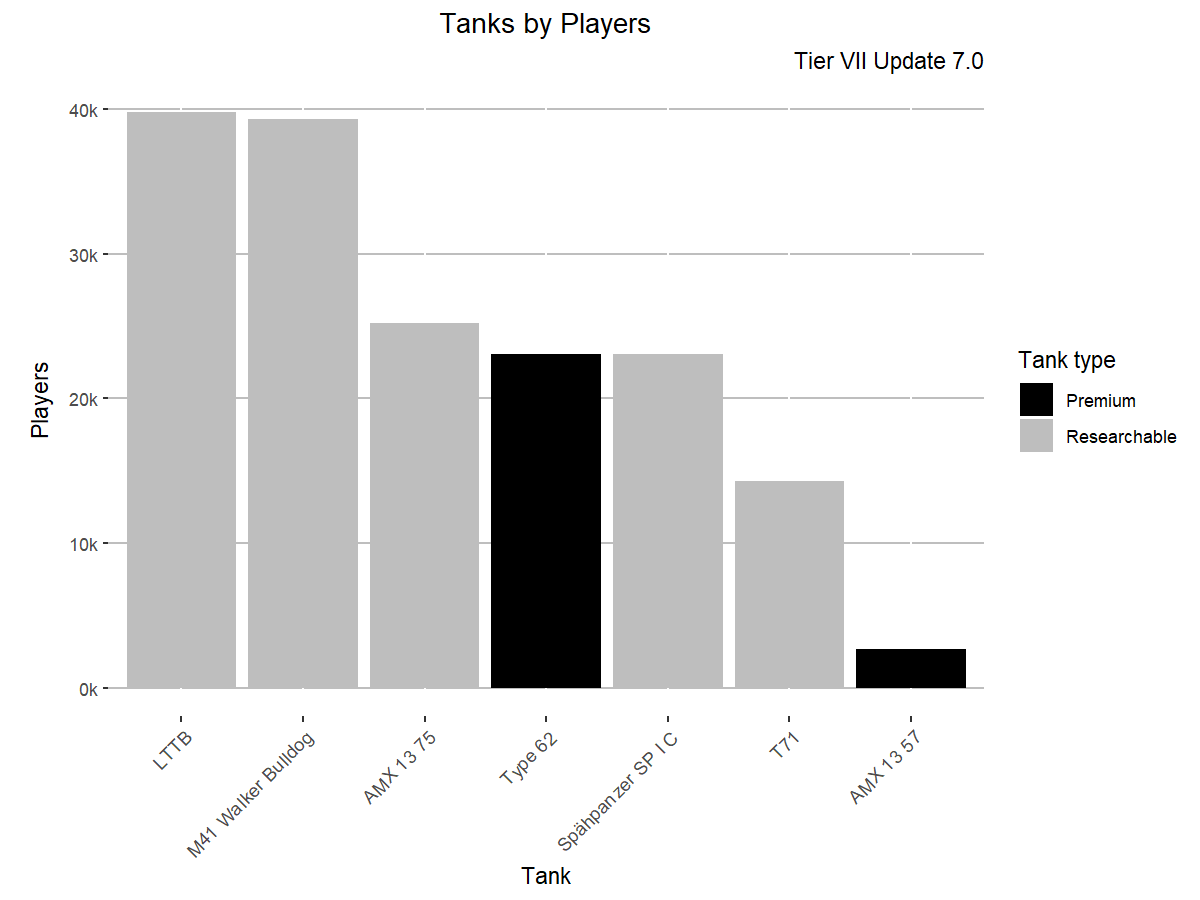 Tanks by Players
Tier VII Update 7.0
40k
30k
20k
10k
0k
Players
LTTB
M41 Walker Bulldog
AMX 13 75
Type 62
Spähpanzer SP I C
T71
AMX 13 57
Tank
Tank type
Premium
Researchable